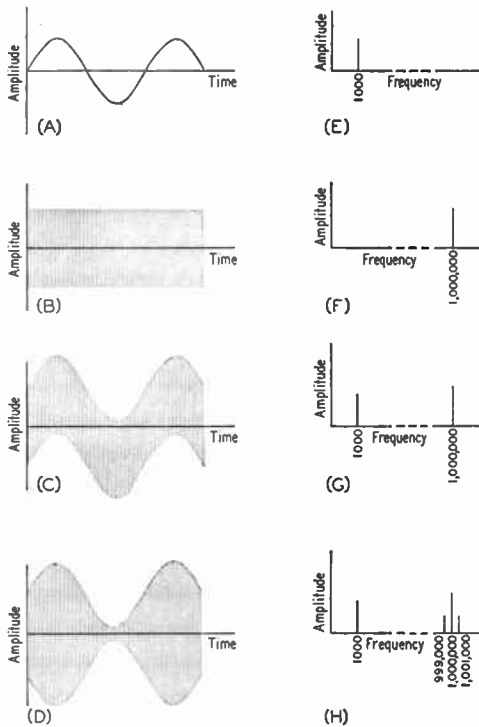 Amplitude
Time
(A)
Amplitude
1000
Frequency
(E)
Amplitude
Time
(B)
Amplitude
Frequency
1,000,000
(F)
Amplitude
Time
(C)
Amplitude
1000
Frequency
1,000,000
(G)
Amplitude
Time
(D)
Amplitude
1000
Frequency
999,000
1,000,000
1,001,000
(H)